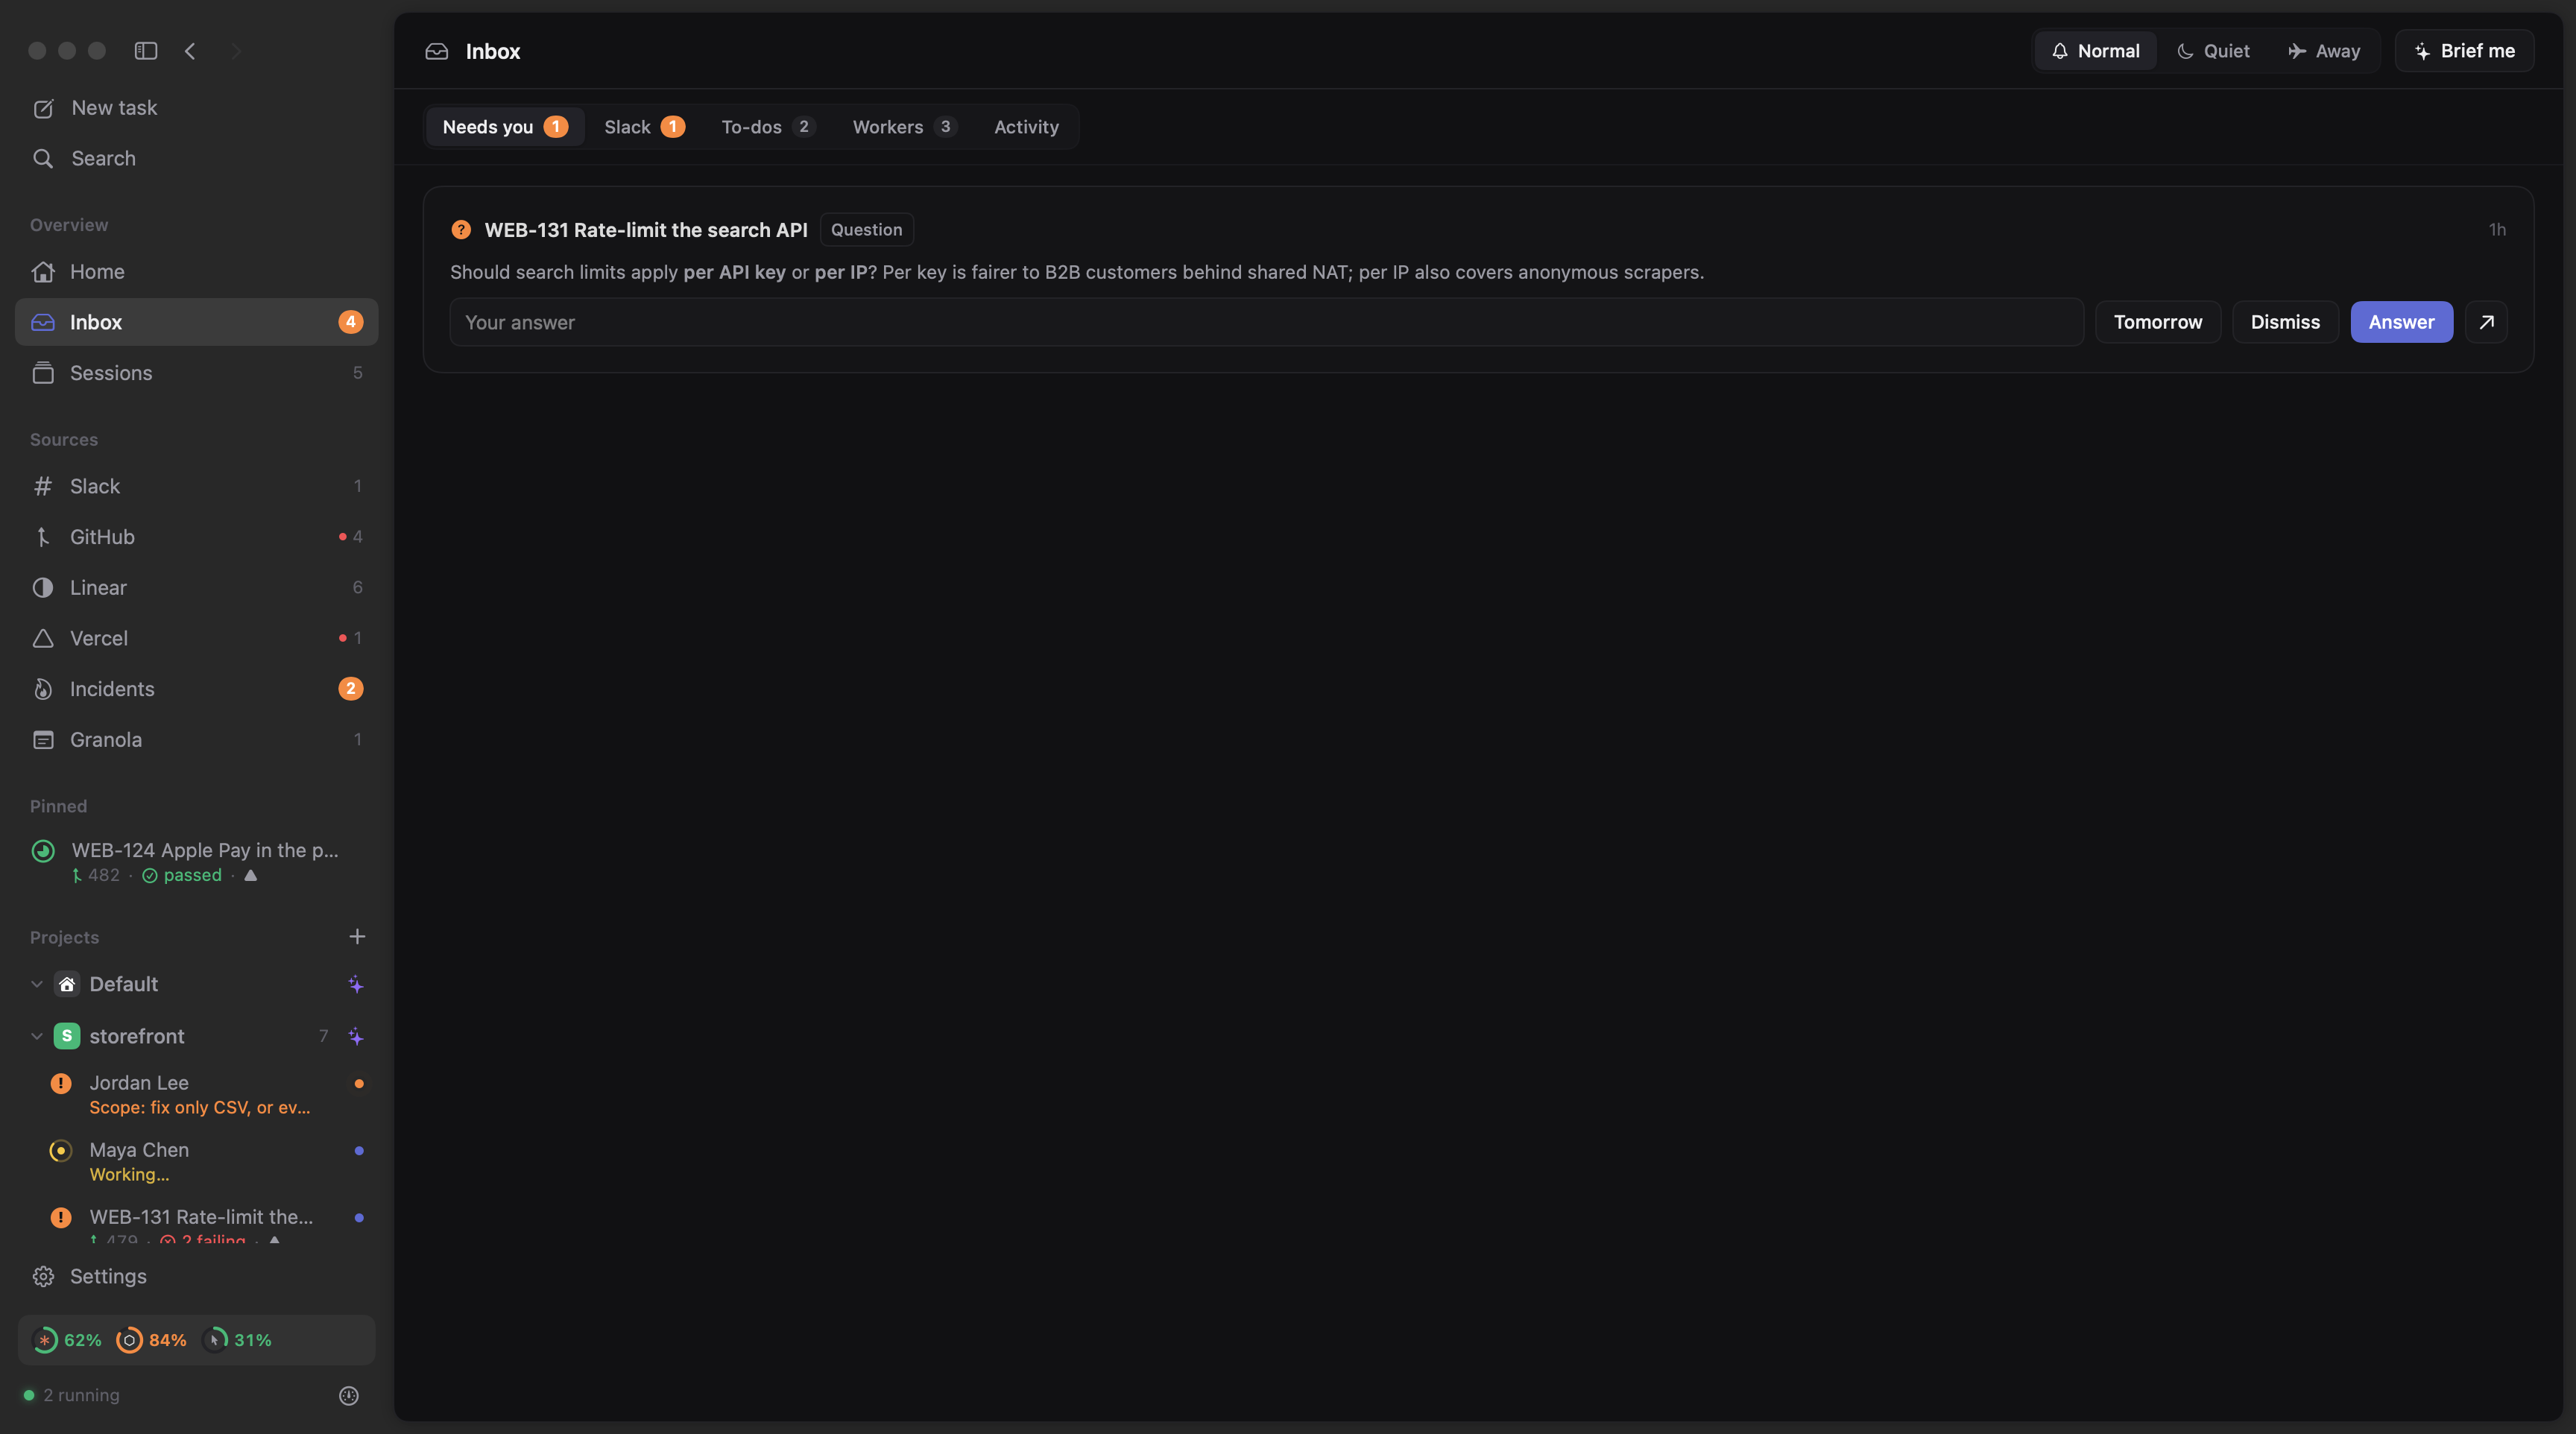 New task
Search
Overview
Home
Inbox 4
Sessions 5
Sources
Slack 1
GitHub 4
Linear 6
Vercel 1
Incidents 2
Granola 1
Pinned
WEB-124 Apple Pay in the p...
482 · passed ·
Projects
Default
S storefront 7
Jordan Lee
Scope: fix only CSV, or ev...
Maya Chen
Working...
WEB-131 Rate-limit the...
479 · 2 failing ·
Settings
62% 84% 31%
2 running
Inbox
Normal Quiet Away Brief me
Needs you 1 Slack 1 To-dos 2 Workers 3 Activity
WEB-131 Rate-limit the search API Question 1h
Should search limits apply per API key or per IP? Per key is fairer to B2B customers behind shared NAT; per IP also covers anonymous scrapers.
Your answer Tomorrow Dismiss Answer